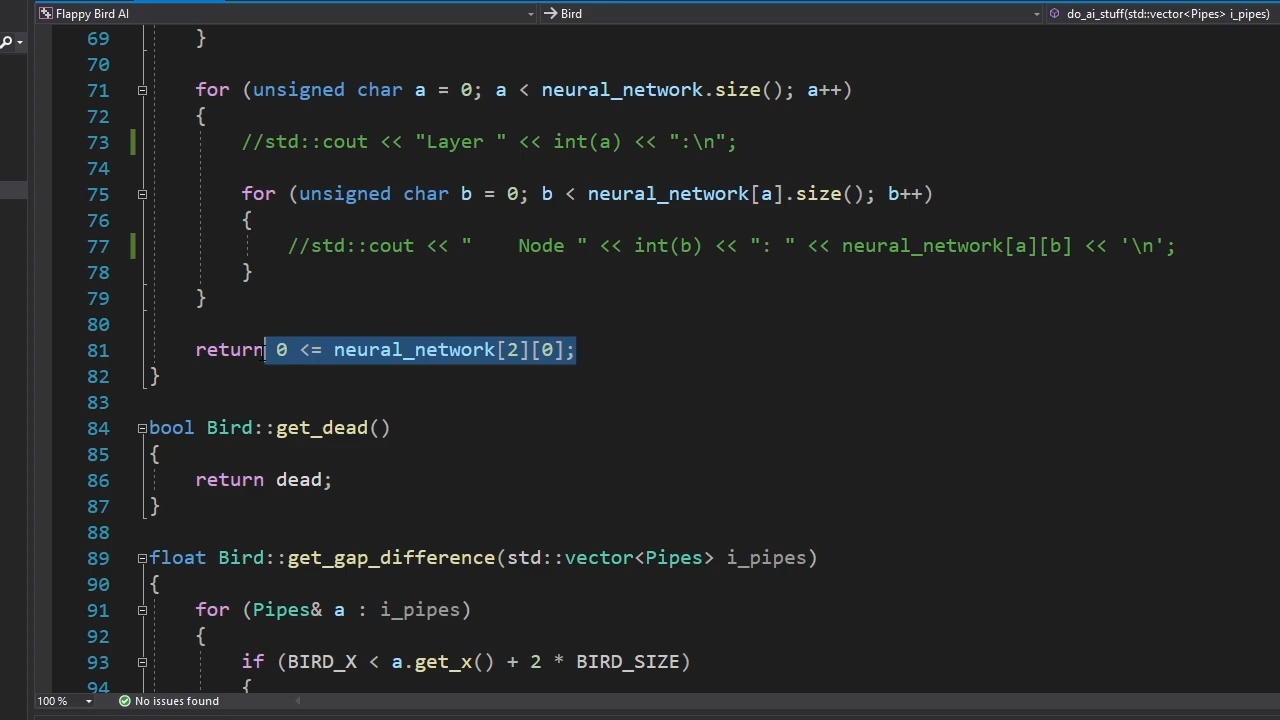 Flappy Bird AI
Bird
do_ai_stuff(std::vector<Pipes> i_pipes)
69 }
70
71 for (unsigned char a = 0; a < neural_network.size(); a++)
72 {
73 //std::cout << "Layer " << int(a) << ":\n";
74
75 for (unsigned char b = 0; b < neural_network[a].size(); b++)
76 {
77 //std::cout << "    Node " << int(b) << ": " << neural_network[a][b] << '\n';
78 }
79 }
80
81 return 0 <= neural_network[2][0];
82 }
83
84 bool Bird::get_dead()
85 {
86 return dead;
87 }
88
89 float Bird::get_gap_difference(std::vector<Pipes> i_pipes)
90 {
91 for (Pipes& a : i_pipes)
92 {
93 if (BIRD_X < a.get_x() + 2 * BIRD_SIZE)
94 {
100 %
No issues found